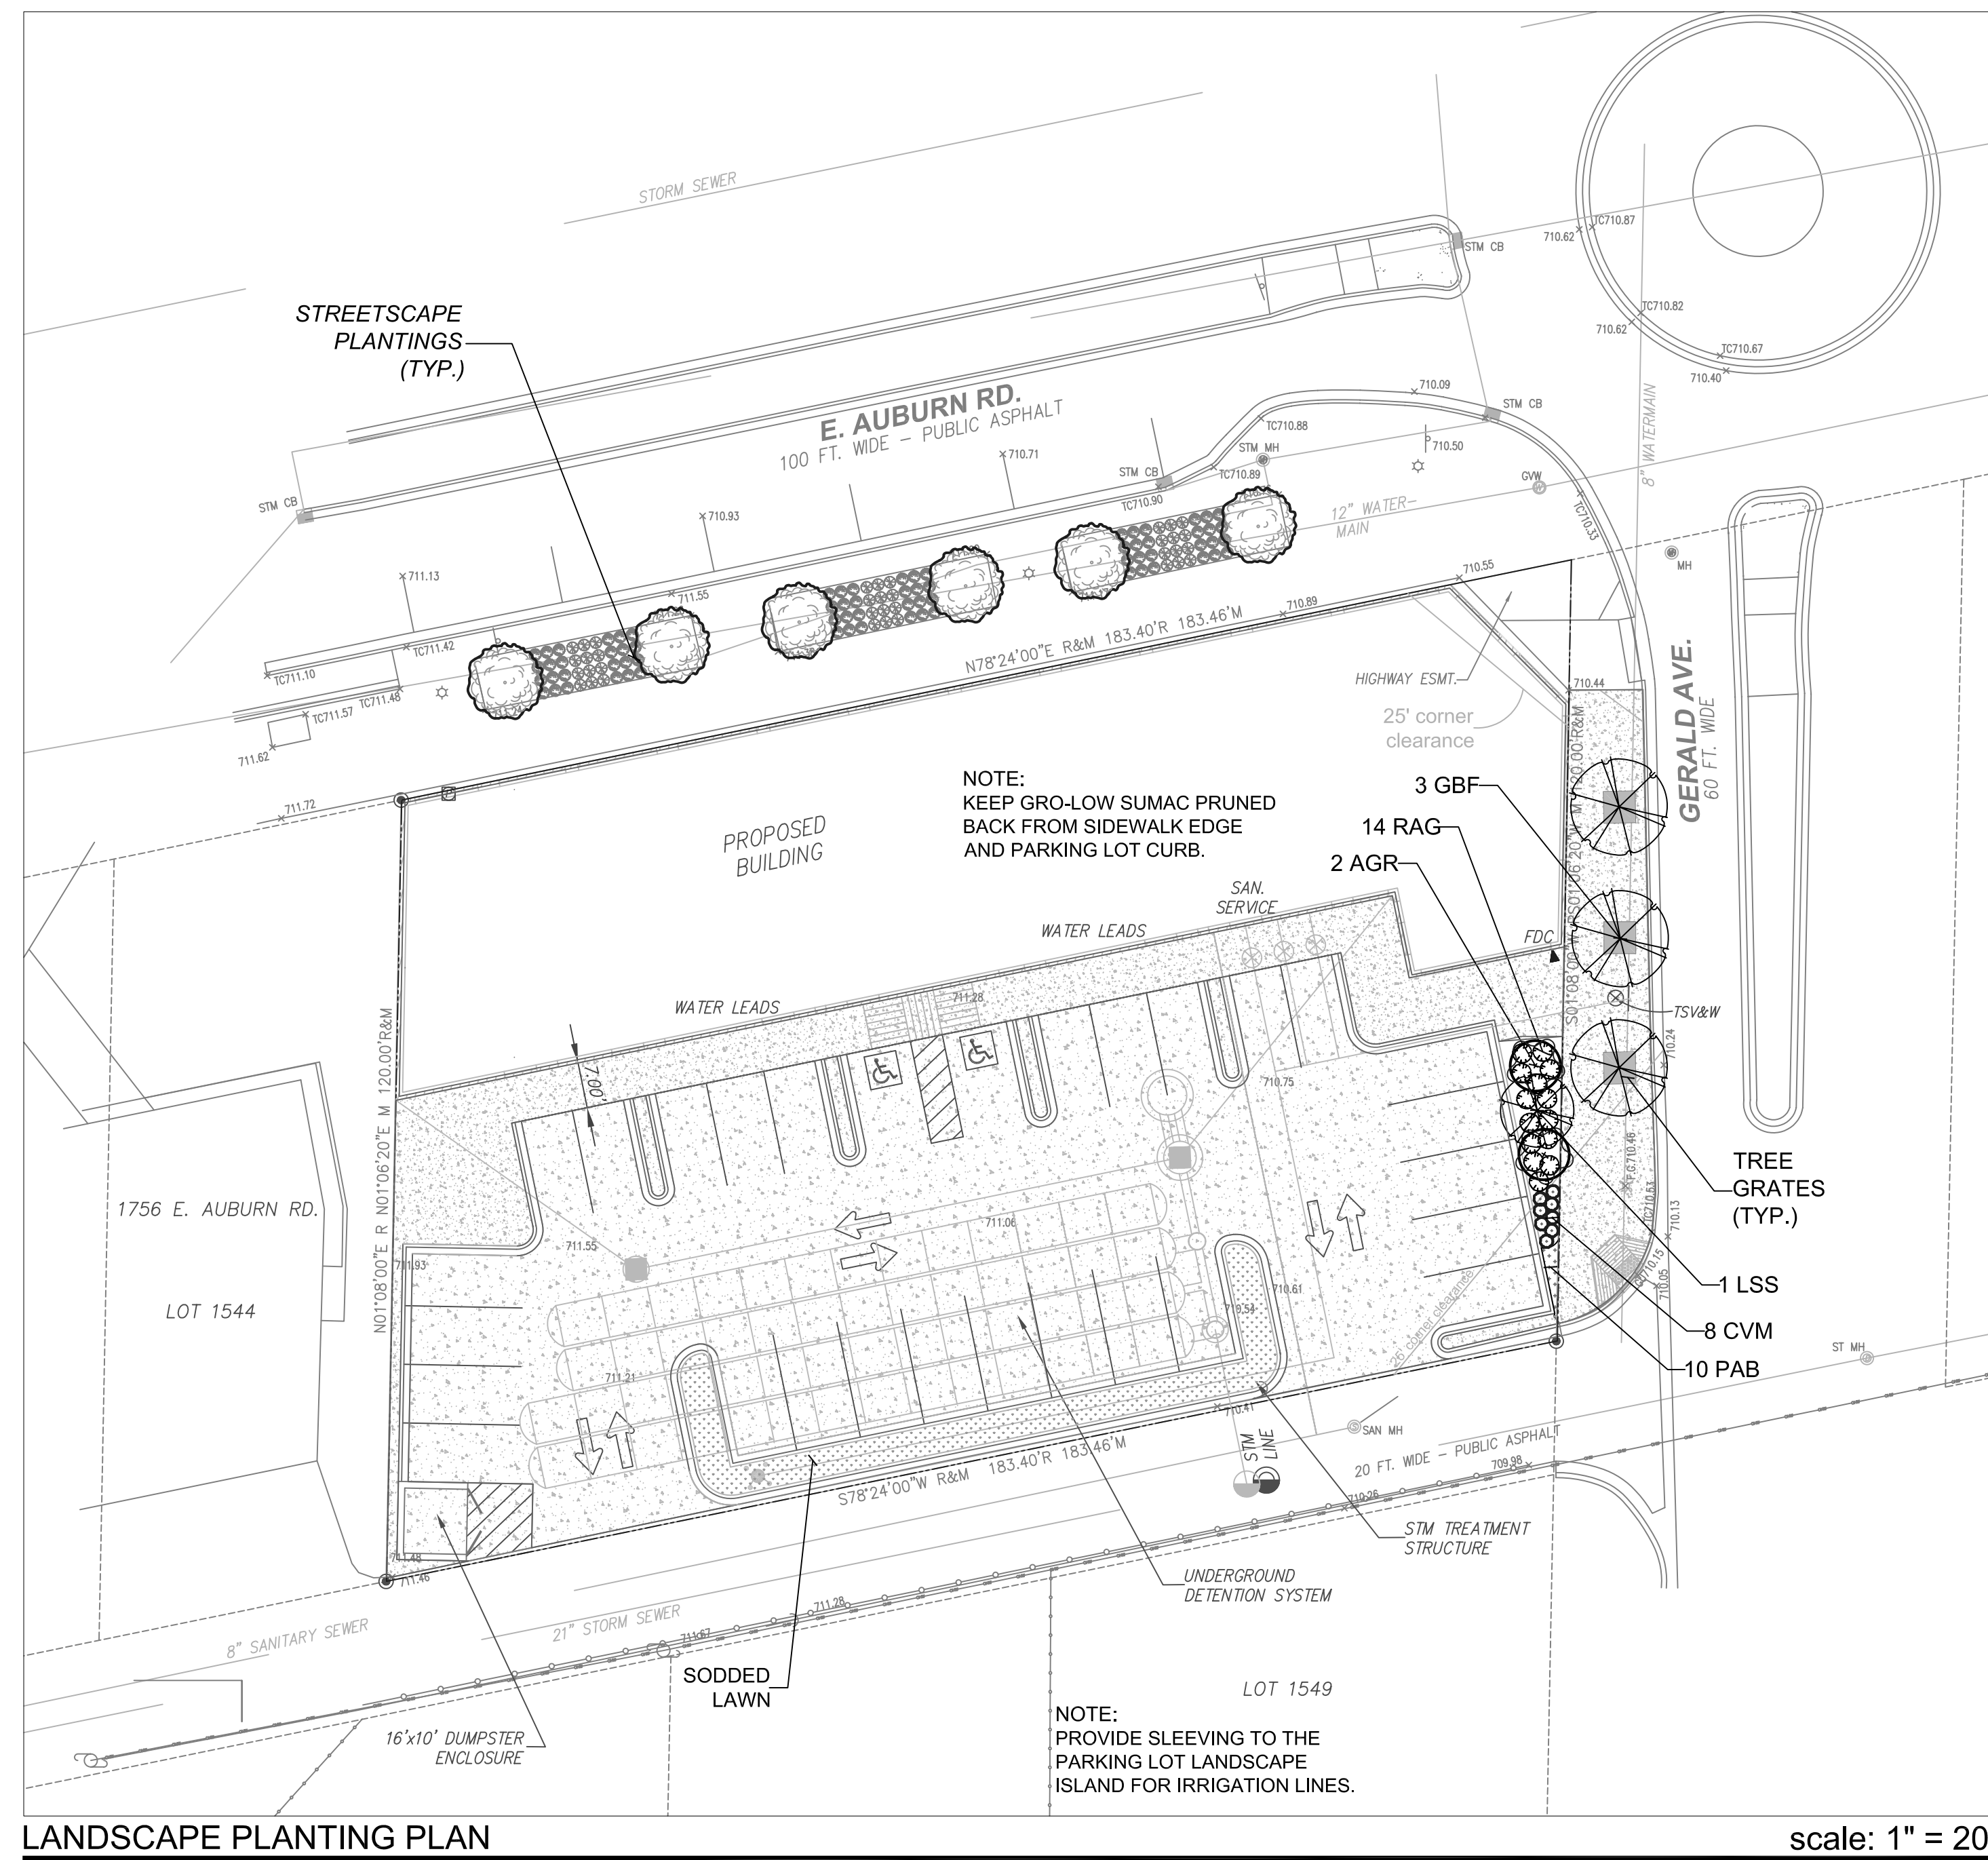 STORM SEWER
TC710.87
710.62
STM CB
STREETSCAPE
PLANTINGS
(TYP.)
TC710.82
710.62
TC710.67
710.40
E. AUBURN RD.
100 FT. WIDE – PUBLIC ASPHALT
710.09
STM CB
8" WATERMAIN
TC710.88
STM MH
710.50
710.71
STM CB
TC710.89
GVW
TC710.90
STM CB
12" WATER–
MAIN
TC710.33
710.93
MH
711.13
711.55
710.55
710.89
N78°24'00"E R&M 183.40'R 183.46'M
TC711.42
TC711.10
TC711.48
TC711.57
711.62
HIGHWAY ESMT.
710.44
25' corner
clearance
GERALD AVE.
60 FT. WIDE
NOTE:
KEEP GRO-LOW SUMAC PRUNED
BACK FROM SIDEWALK EDGE
AND PARKING LOT CURB.
3 GBF
14 RAG
2 AGR
711.72
PROPOSED
BUILDING
SAN.
SERVICE
WATER LEADS
FDC
WATER LEADS
711.28
TSV&W
N01°08'00"E R N01°06'20"E M 120.00'R&M
7.00'
710.75
710.24
1756 E. AUBURN RD.
LOT 1544
711.06
711.55
711.93
710.61
710.54
TREE
GRATES
(TYP.)
TC710.63
710.13
TC710.15
710.05
1 LSS
8 CVM
10 PAB
25' corner clearance
ST MH
711.21
710.41
STM
LINE
SAN MH
S78°24'00"W R&M 183.40'R 183.46'M
20 FT. WIDE – PUBLIC ASPHALT
709.98
710.26
STM TREATMENT
STRUCTURE
711.48
711.46
UNDERGROUND
DETENTION SYSTEM
711.28
21" STORM SEWER
8" SANITARY SEWER
711.67
SODDED
LAWN
LOT 1549
16'x10' DUMPSTER
ENCLOSURE
NOTE:
PROVIDE SLEEVING TO THE
PARKING LOT LANDSCAPE
ISLAND FOR IRRIGATION LINES.
LANDSCAPE PLANTING PLAN
scale: 1" = 20